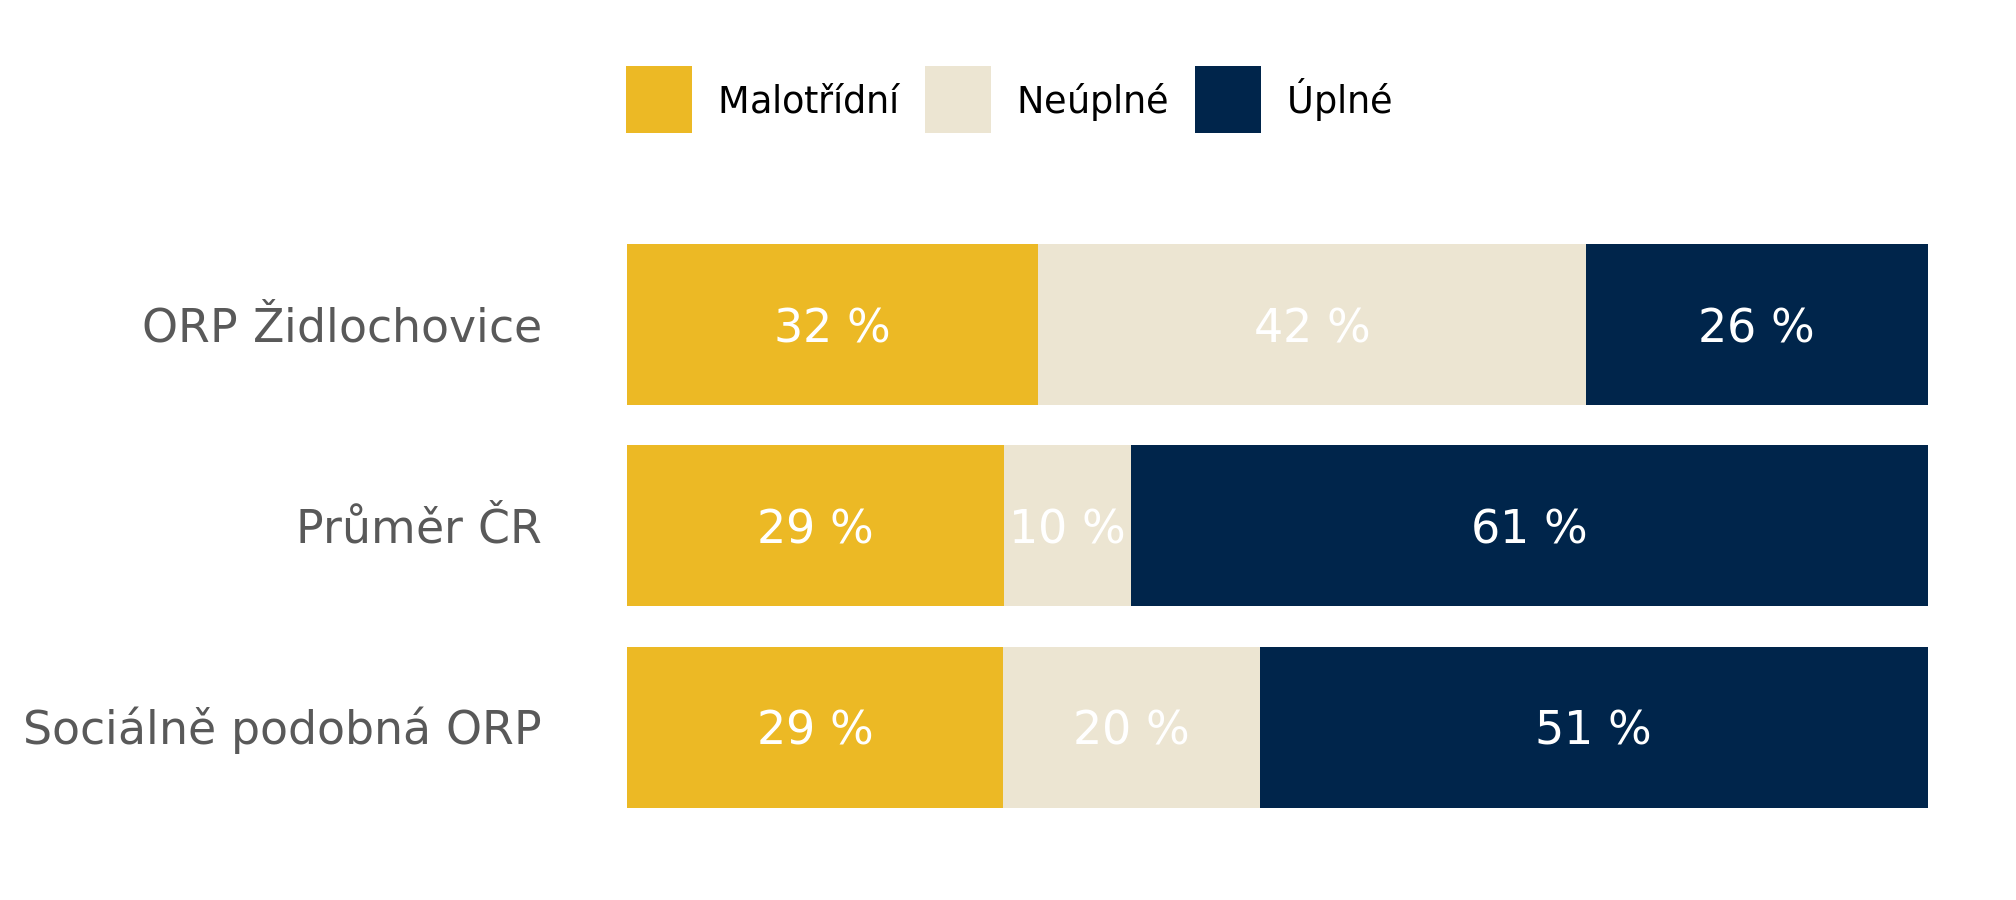 Malotřídní Neúplné Úplné
ORP Židlochovice 32 % 42 % 26 %
Průměr ČR 29 % 10 % 61 %
Sociálně podobná ORP 29 % 20 % 51 %